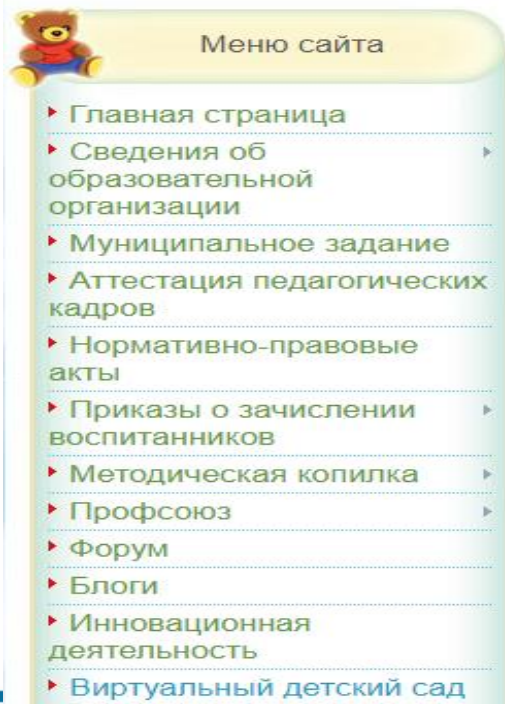 Меню сайта
Главная страница
Сведения об
образовательной
организации
Муниципальное задание
Аттестация педагогических
кадров
Нормативно-правовые
акты
Приказы о зачислении
воспитанников
Методическая копилка
Профсоюз
Форум
Блоги
Инновационная
деятельность
Виртуальный детский сад